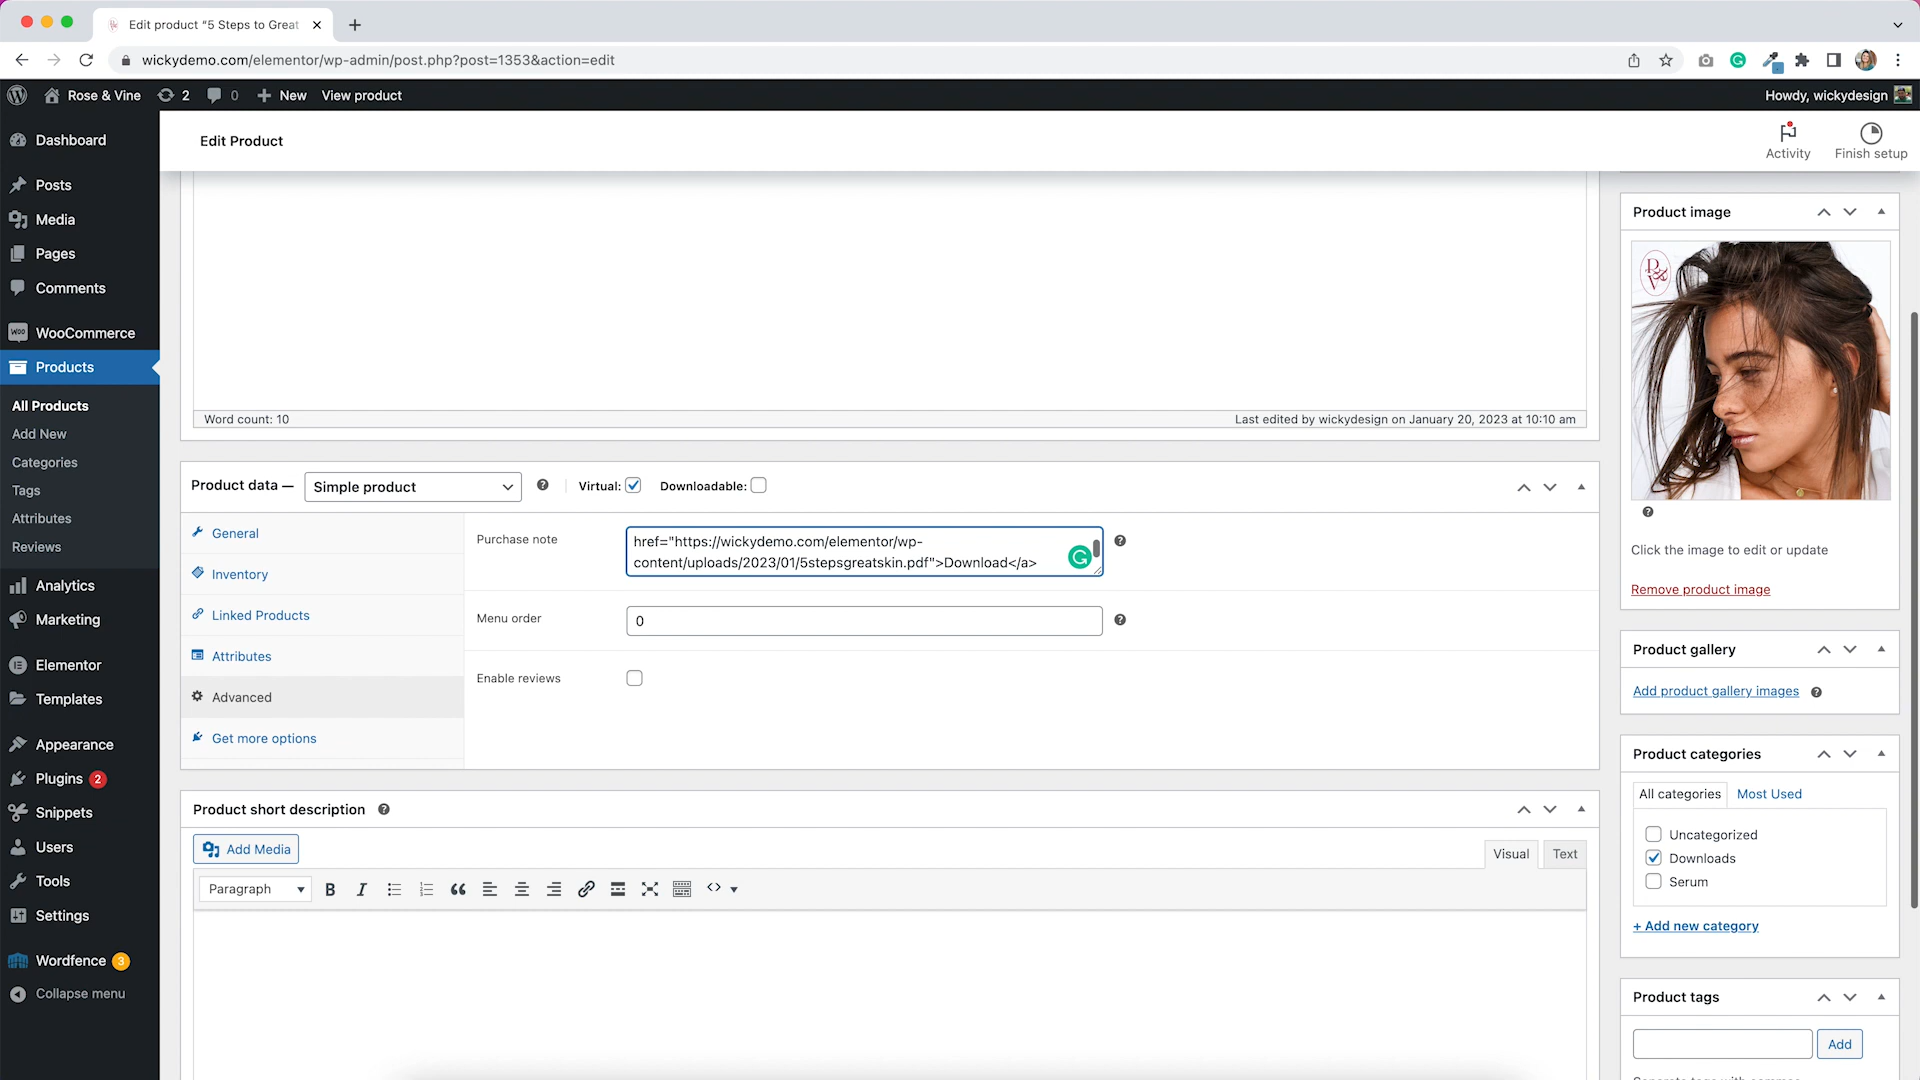 Edit product "5 Steps to Great
wickydemo.com/elementor/wp-admin/post.php?post=1353&action=edit
Rose & Vine
2
0
New
View product
Howdy, wickydesign
Dashboard
Posts
Media
Pages
Comments
WooCommerce
Products
All Products
Add New
Categories
Tags
Attributes
Reviews
Analytics
Marketing
Elementor
Templates
Appearance
Plugins 2
Snippets
Users
Tools
Settings
Wordfence 3
Collapse menu
Edit Product
Activity
Finish setup
Word count: 10
Last edited by wickydesign on January 20, 2023 at 10:10 am
Product data —
Simple product
Virtual:
Downloadable:
General
Inventory
Linked Products
Attributes
Advanced
Get more options
Purchase note
href="https://wickydemo.com/elementor/wp-
content/uploads/2023/01/5stepsgreatskin.pdf">Download</a>
Menu order
0
Enable reviews
Product short description
Add Media
Visual
Text
Paragraph
Product image
Click the image to edit or update
Remove product image
Product gallery
Add product gallery images
Product categories
All categories
Most Used
Uncategorized
Downloads
Serum
+ Add new category
Product tags
Add